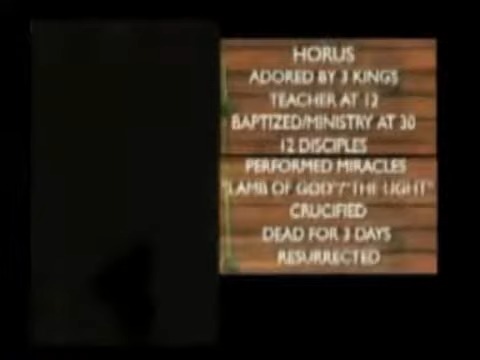 HORUS
ADORED BY 3 KINGS
TEACHER AT 12
BAPTIZED/MINISTRY AT 30
12 DISCIPLES
PERFORMED MIRACLES
"LAMB OF GOD"/"THE LIGHT"
CRUCIFIED
DEAD FOR 3 DAYS
RESURRECTED